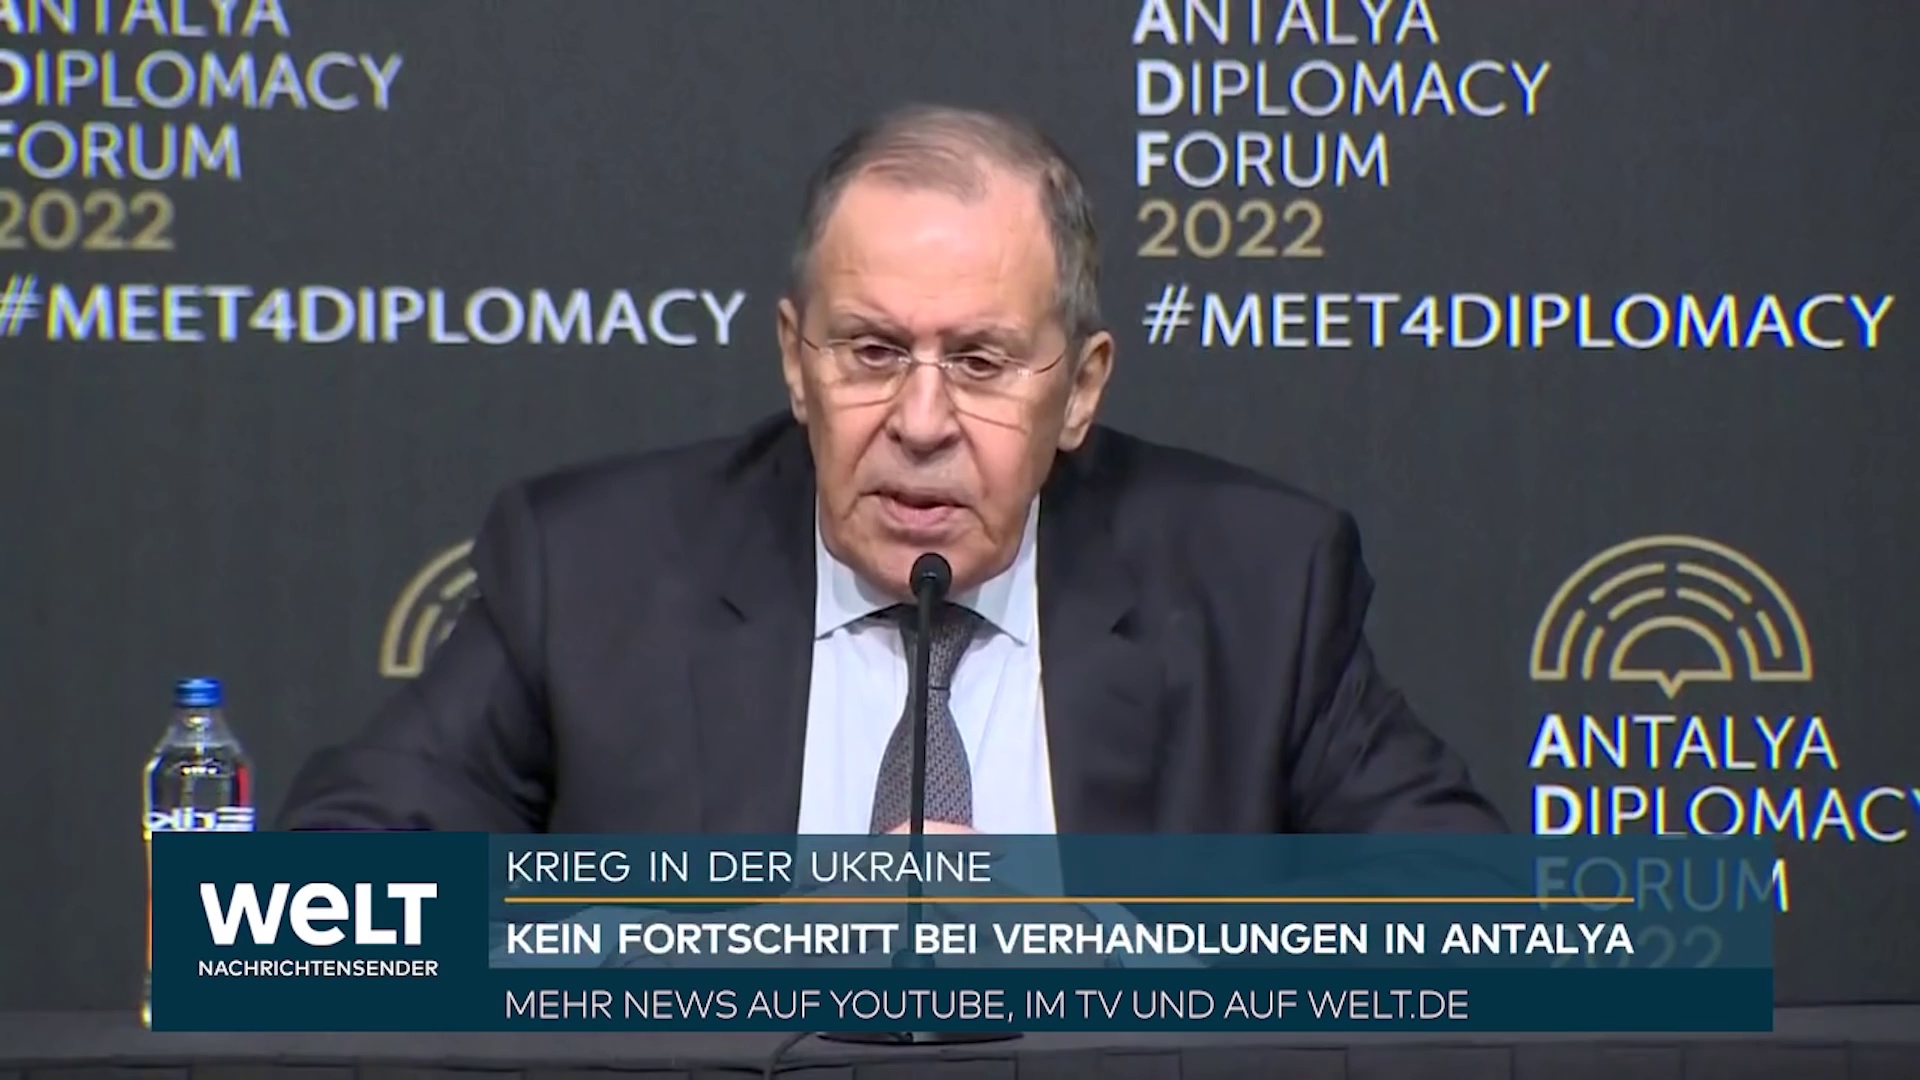 ANTALYA
DIPLOMACY
FORUM
2022
#MEET4DIPLOMACY
ANTALYA
DIPLOMACY
FORUM
2022
#MEET4DIPLOMACY
ANTALYA
DIPLOMACY
FORUM
2022
Erik
welt
NACHRICHTENSENDER
KRIEG IN DER UKRAINE
KEIN FORTSCHRITT BEI VERHANDLUNGEN IN ANTALYA
MEHR NEWS AUF YOUTUBE, IM TV UND AUF WELT.DE